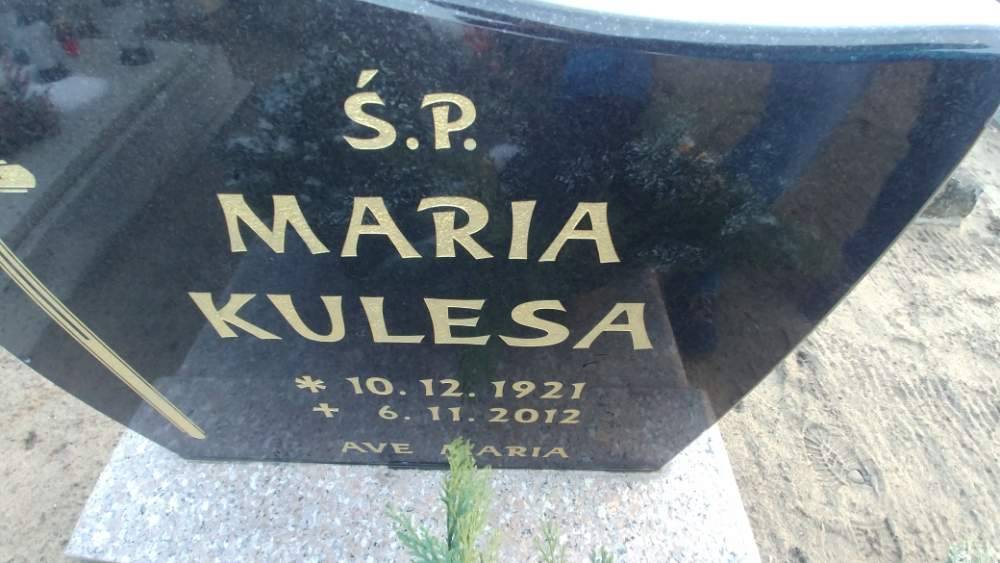 Ś.P.
MARIA
KULESA
* 10.12.1921
+ 6.11.2012
AVE MARIA